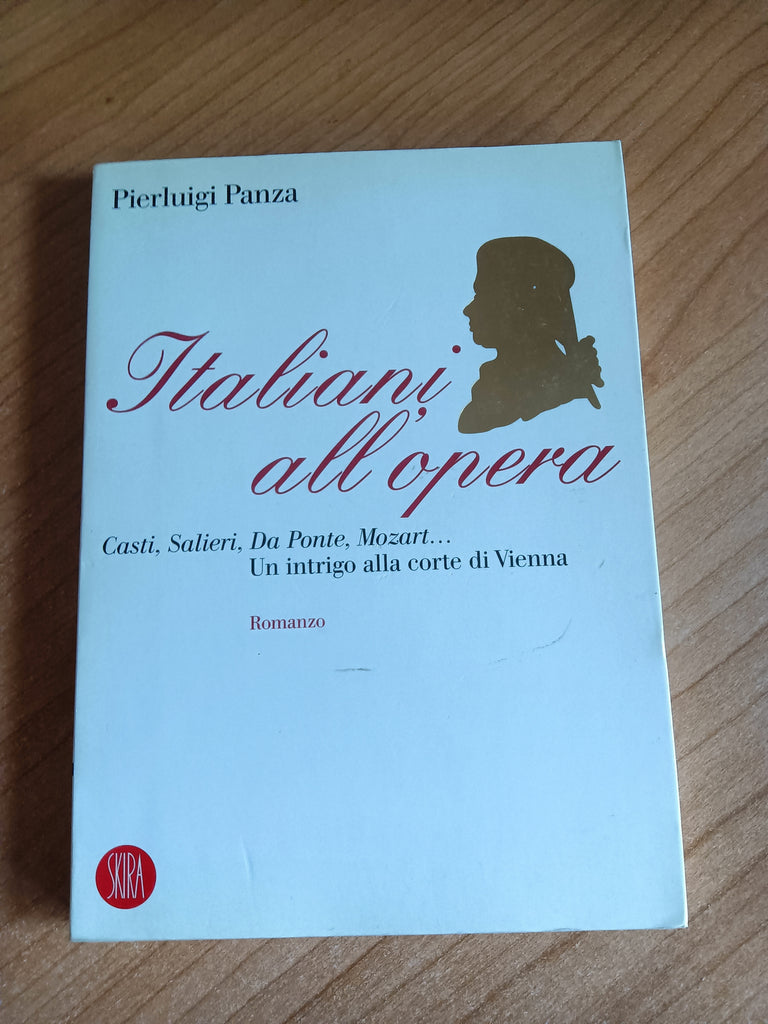 Pierluigi Panza
Italiani
all'opera
Casti, Salieri, Da Ponte, Mozart...
Un intrigo alla corte di Vienna
Romanzo
SKIRA